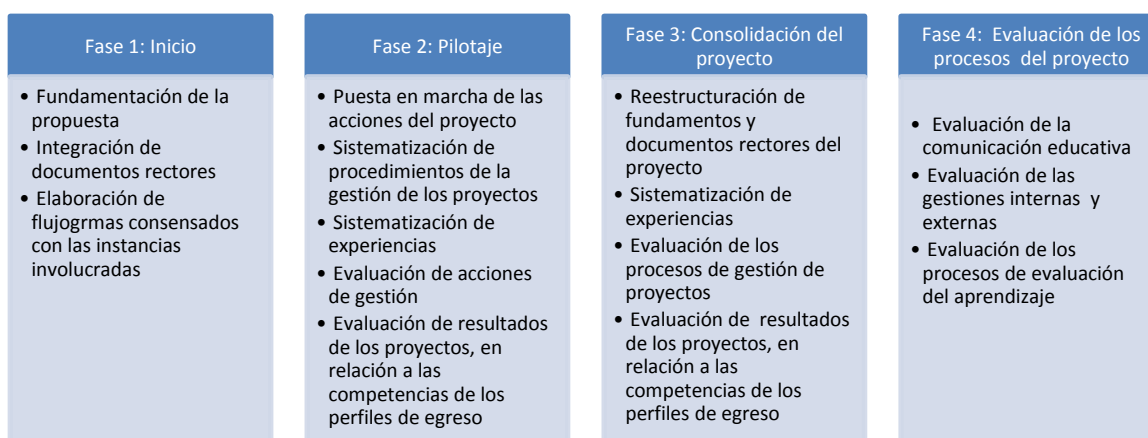 Fase 1: Inicio
• Fundamentación de la
propuesta
• Integración de
documentos rectores
• Elaboración de
flujogrmas consensados
con las instancias
involucradas
Fase 2: Pilotaje
• Puesta en marcha de las
acciones del proyecto
• Sistematización de
procedimientos de la
gestión de los proyectos
• Sistematización de
experiencias
• Evaluación de acciones
de gestión
• Evaluación de resultados
de los proyectos, en
relación a las
competencias de los
perfiles de egreso
Fase 3: Consolidación del
proyecto
• Reestructuración de
fundamentos y
documentos rectores del
proyecto
• Sistematización de
experiencias
• Evaluación de los
procesos de gestión de
proyectos
• Evaluación de resultados
de los proyectos, en
relación a las
competencias de los
perfiles de egreso
Fase 4: Evaluación de los
procesos del proyecto
• Evaluación de la
comunicación educativa
• Evaluación de las
gestiones internas y
externas
• Evaluación de los
procesos de evaluación
del aprendizaje